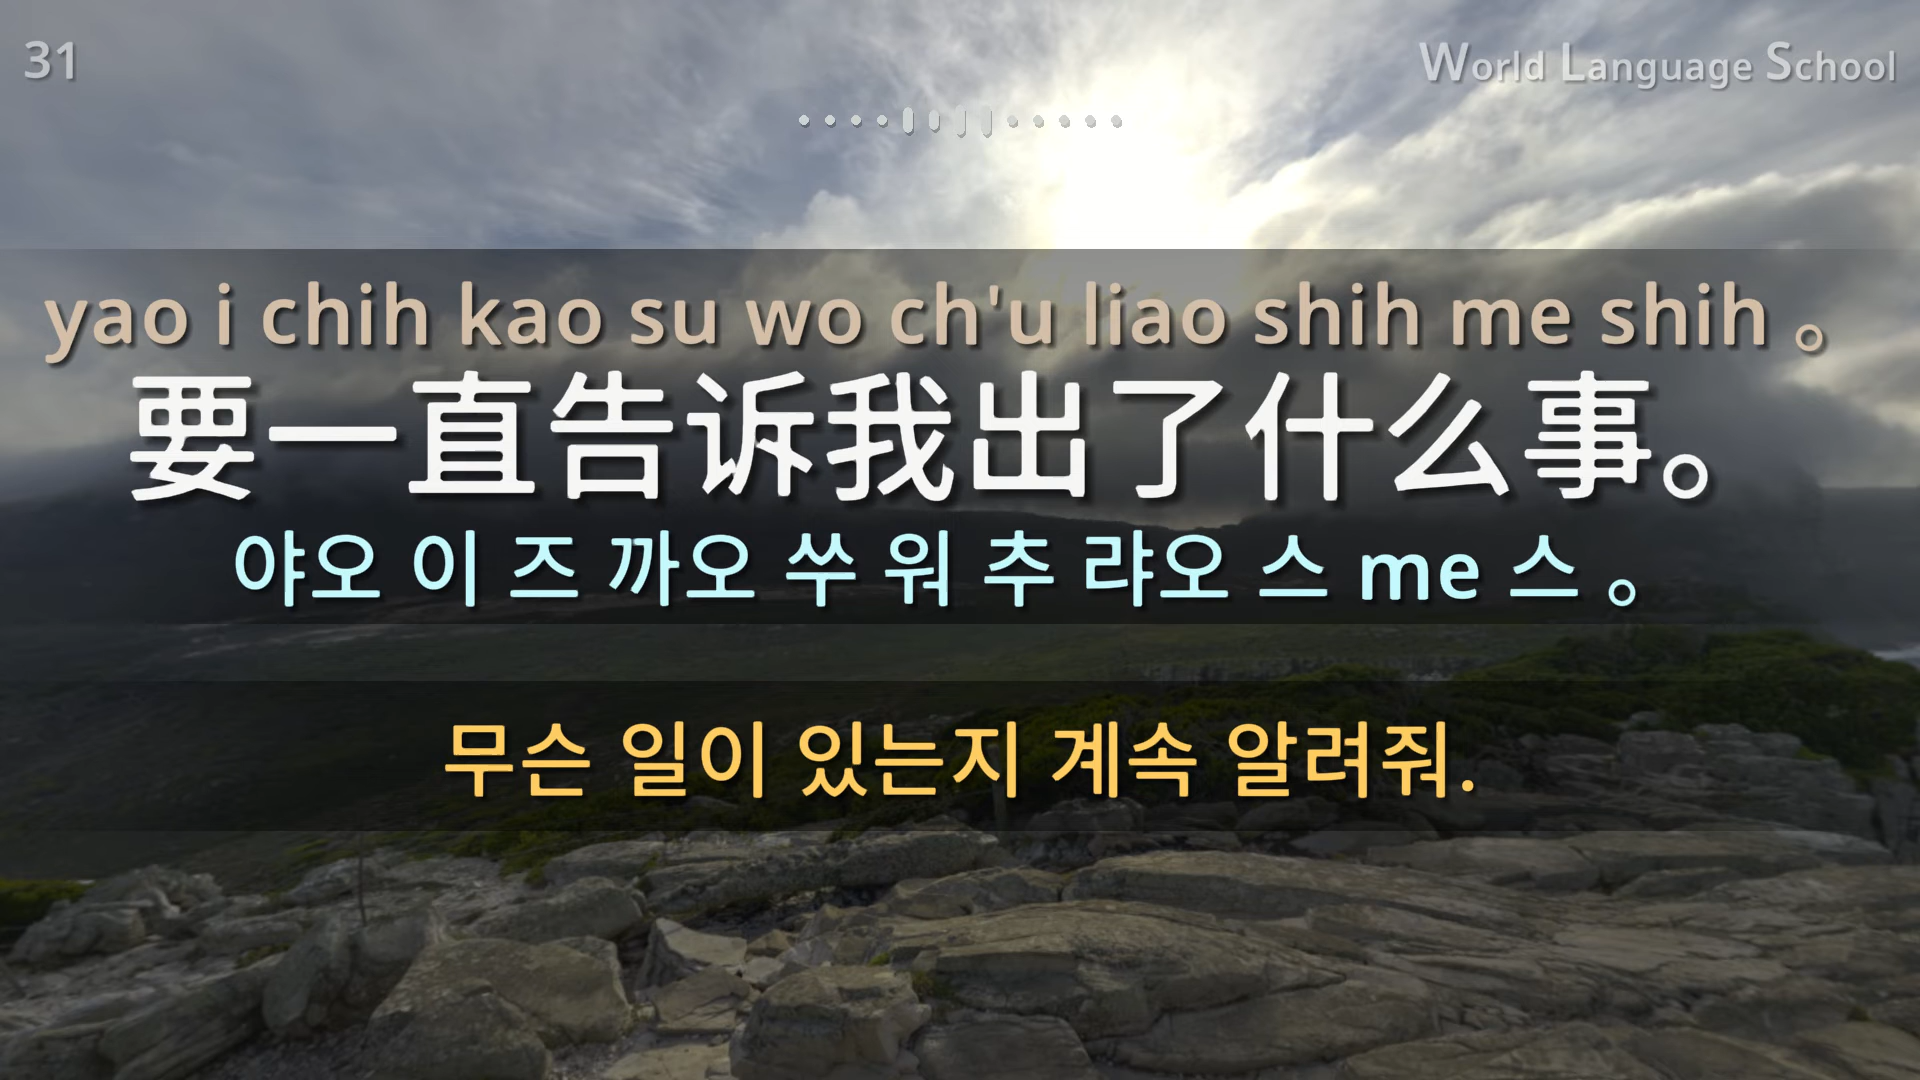 31
World Language School
yao i chih kao su wo ch'u liao shih me shih 。
要一直告诉我出了什么事。
야오 이 즈 까오 쑤 워 추 랴오 스 me 스 。
무슨 일이 있는지 계속 알려줘.